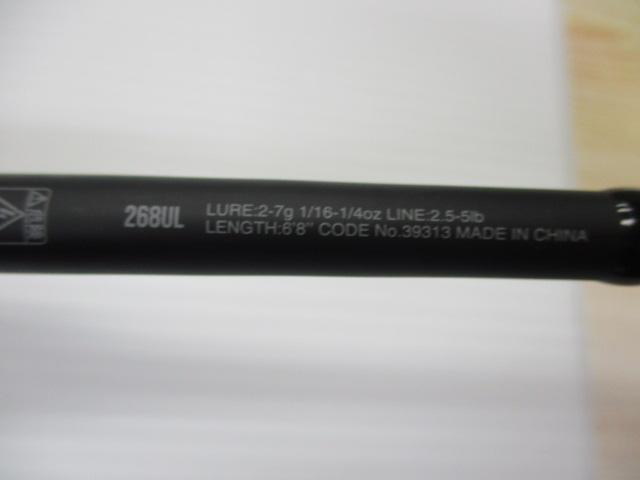 268UL
LURE:2-7g 1/16-1/4oz LINE:2.5-5lb
LENGTH:6'8" CODE No.39313 MADE IN CHINA